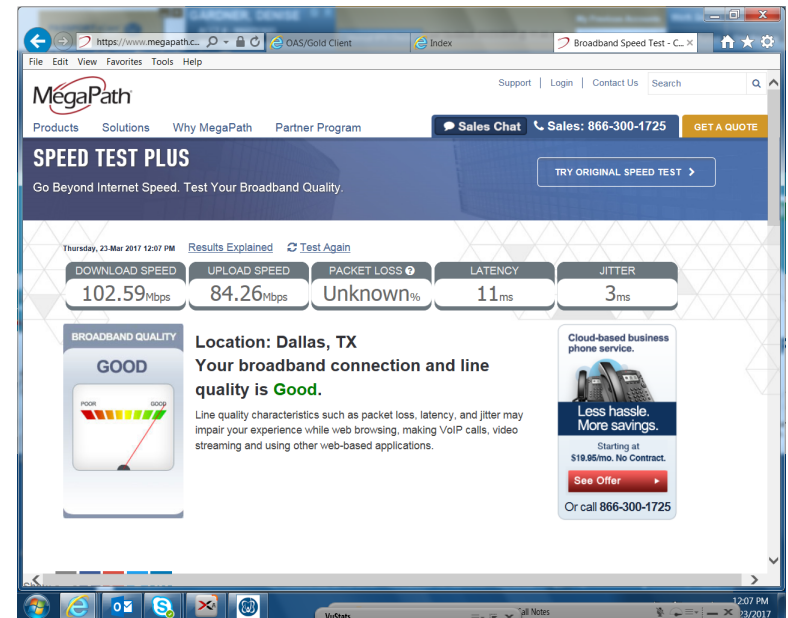 GARDNER, DENISE
https://www.megapath.c...
OAS/Gold Client
Index
Broadband Speed Test - C...
File Edit View Favorites Tools Help
MegaPath
Support | Login | Contact Us Search
Products Solutions Why MegaPath Partner Program
Sales Chat Sales: 866-300-1725 GET A QUOTE
SPEED TEST PLUS
Go Beyond Internet Speed. Test Your Broadband Quality.
TRY ORIGINAL SPEED TEST
Thursday, 23-Mar 2017 12:07 PM Results Explained Test Again
DOWNLOAD SPEED UPLOAD SPEED PACKET LOSS ? LATENCY JITTER
102.59Mbps 84.26Mbps Unknown% 11ms 3ms
BROADBAND QUALITY
GOOD
POOR GOOD
Location: Dallas, TX
Your broadband connection and line
quality is Good.
Line quality characteristics such as packet loss, latency, and jitter may
impair your experience while web browsing, making VoIP calls, video
streaming and using other web-based applications.
Cloud-based business
phone service.
Less hassle.
More savings.
Starting at
$19.95/mo. No Contract.
See Offer
Or call 866-300-1725
VuStats
Call Notes
12:07 PM
23/2017